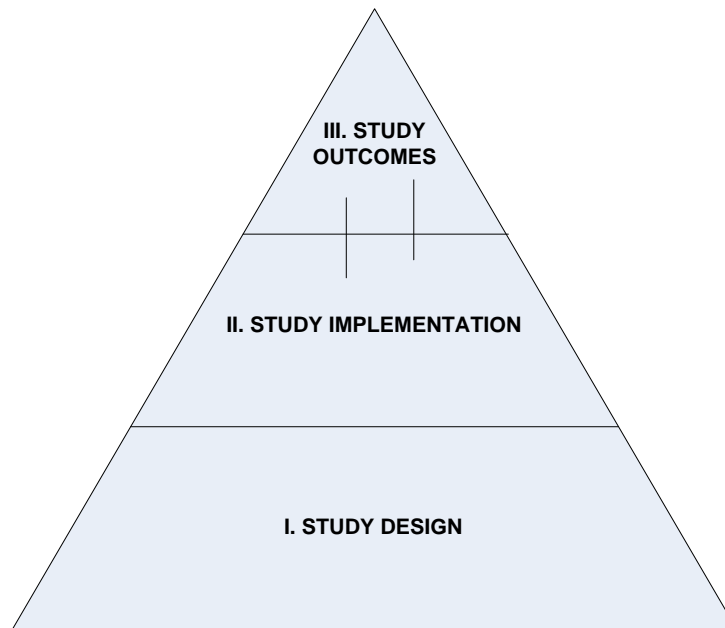 III. STUDY
OUTCOMES
II. STUDY IMPLEMENTATION
I. STUDY DESIGN